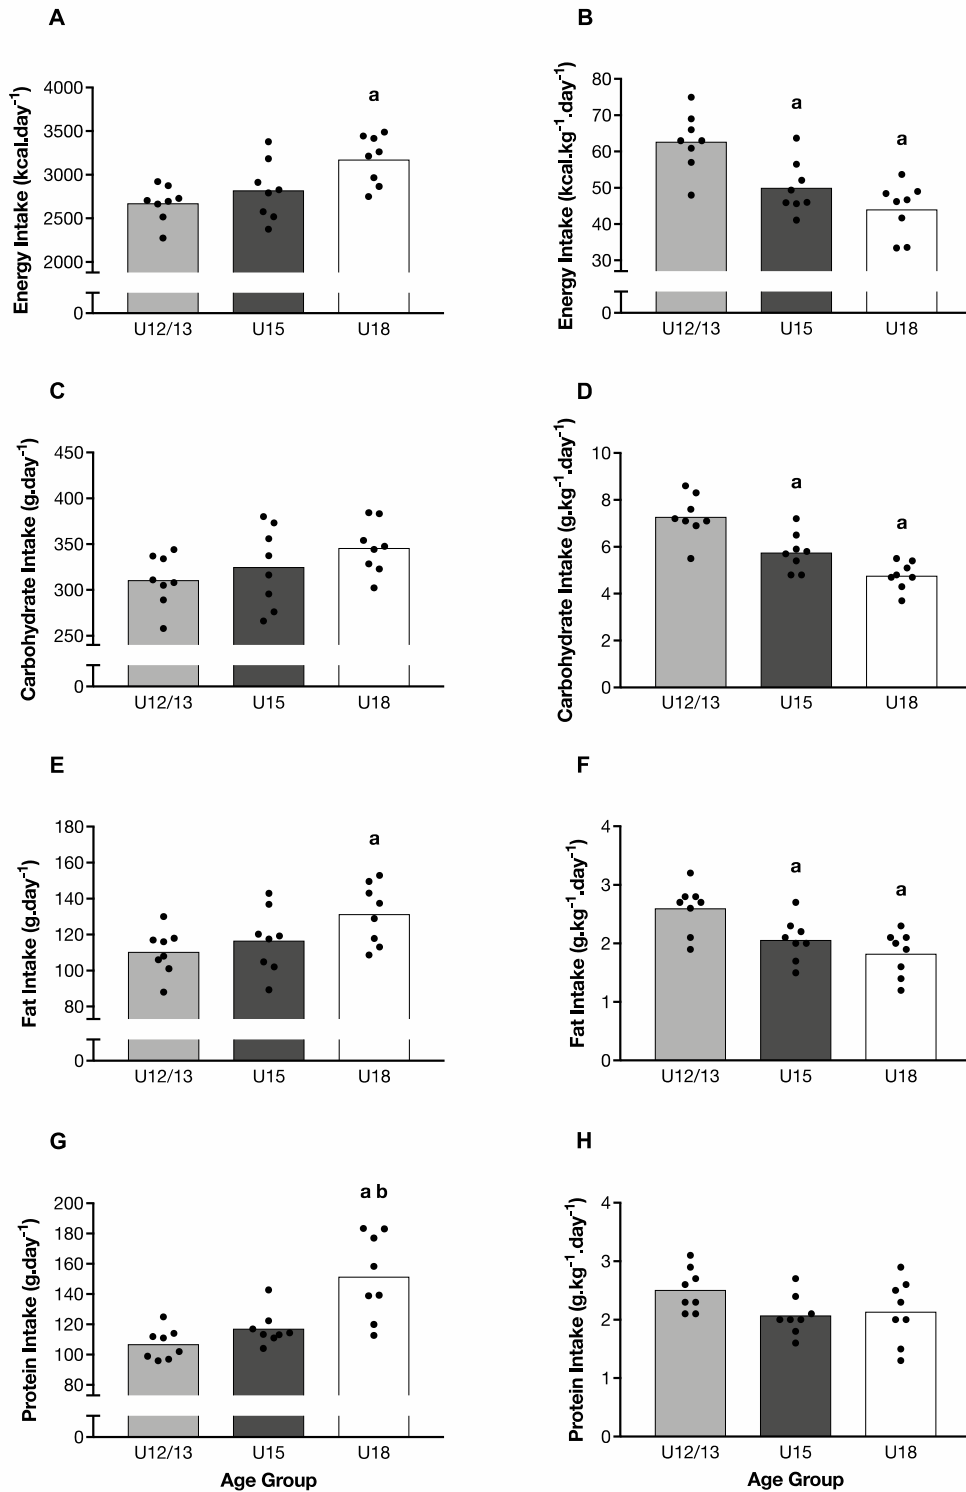 A
Energy Intake (kcal.day⁻¹)
4000
3500
3000
2500
2000
0
a
U12/13 U15 U18
B
Energy Intake (kcal.kg⁻¹.day⁻¹)
80
70
60
50
40
30
0
a
a
U12/13 U15 U18
C
Carbohydrate Intake (g.day⁻¹)
450
400
350
300
250
0
U12/13 U15 U18
D
Carbohydrate Intake (g.kg⁻¹.day⁻¹)
10
8
6
4
2
0
a
a
U12/13 U15 U18
E
Fat Intake (g.day⁻¹)
180
160
140
120
100
80
0
a
U12/13 U15 U18
F
Fat Intake (g.kg⁻¹.day⁻¹)
4
3
2
1
0
a
a
U12/13 U15 U18
G
Protein Intake (g.day⁻¹)
200
180
160
140
120
100
80
0
a b
U12/13 U15 U18
Age Group
H
Protein Intake (g.kg⁻¹.day⁻¹)
4
3
2
1
0
U12/13 U15 U18
Age Group